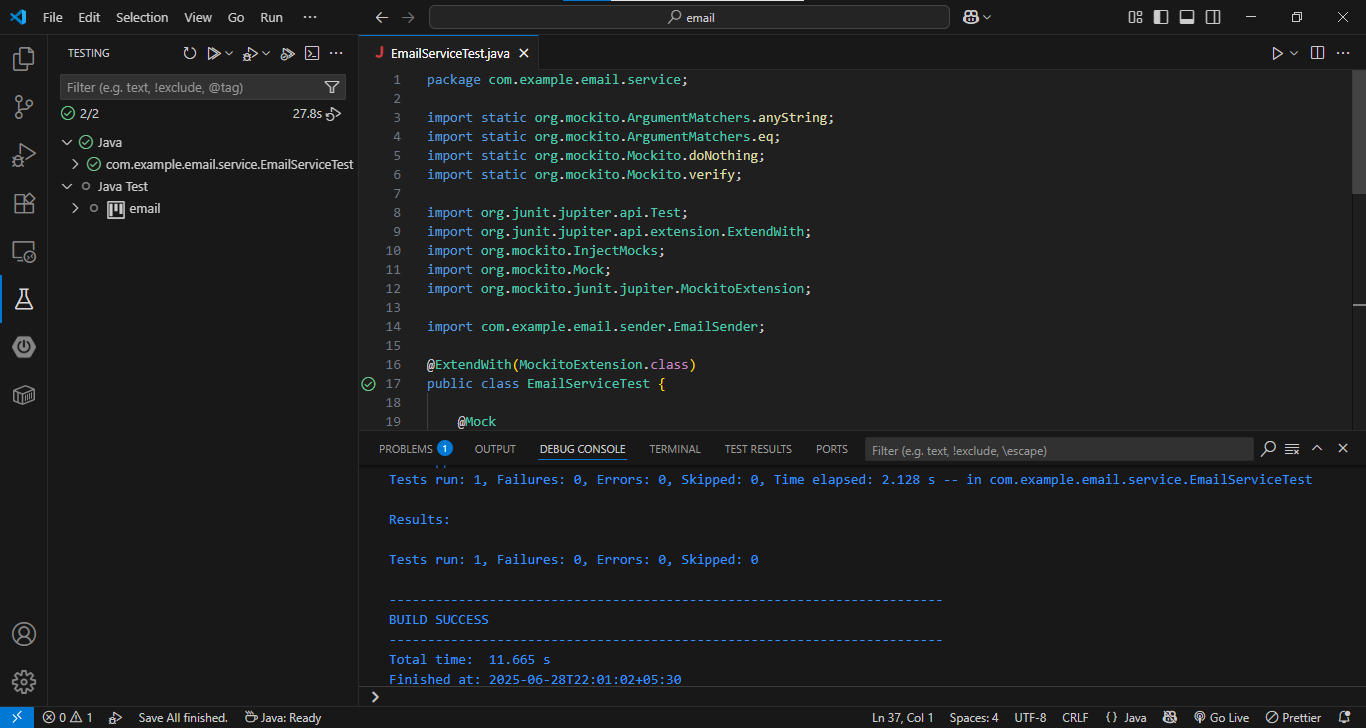 File Edit Selection View Go Run ··· email
TESTING
Filter (e.g. text, !exclude, @tag)
2/2 27.8s
Java
com.example.email.service.EmailServiceTest
Java Test
email
EmailServiceTest.java
1 package com.example.email.service;
2
3 import static org.mockito.ArgumentMatchers.anyString;
4 import static org.mockito.ArgumentMatchers.eq;
5 import static org.mockito.Mockito.doNothing;
6 import static org.mockito.Mockito.verify;
7
8 import org.junit.jupiter.api.Test;
9 import org.junit.jupiter.api.extension.ExtendWith;
10 import org.mockito.InjectMocks;
11 import org.mockito.Mock;
12 import org.mockito.junit.jupiter.MockitoExtension;
13
14 import com.example.email.sender.EmailSender;
15
16 @ExtendWith(MockitoExtension.class)
17 public class EmailServiceTest {
18
19 @Mock
PROBLEMS 1 OUTPUT DEBUG CONSOLE TERMINAL TEST RESULTS PORTS Filter (e.g. text, !exclude, \escape)
Tests run: 1, Failures: 0, Errors: 0, Skipped: 0, Time elapsed: 2.128 s -- in com.example.email.service.EmailServiceTest
Results:
Tests run: 1, Failures: 0, Errors: 0, Skipped: 0
------------------------------------------------------------------------
BUILD SUCCESS
------------------------------------------------------------------------
Total time:  11.665 s
Finished at: 2025-06-28T22:01:02+05:30
0 1 Save All finished. Java: Ready Ln 37, Col 1 Spaces: 4 UTF-8 CRLF {} Java Go Live Prettier